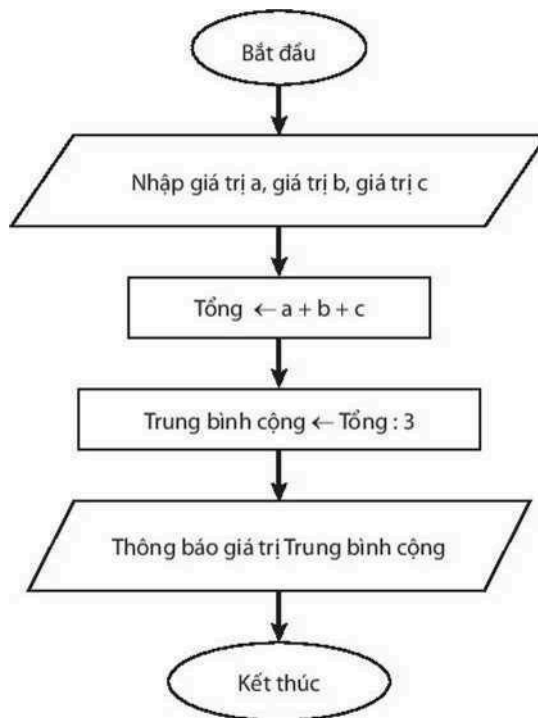 Bắt đầu
Nhập giá trị a, giá trị b, giá trị c
Tổng ← a + b + c
Trung bình cộng ← Tổng : 3
Thông báo giá trị Trung bình cộng
Kết thúc